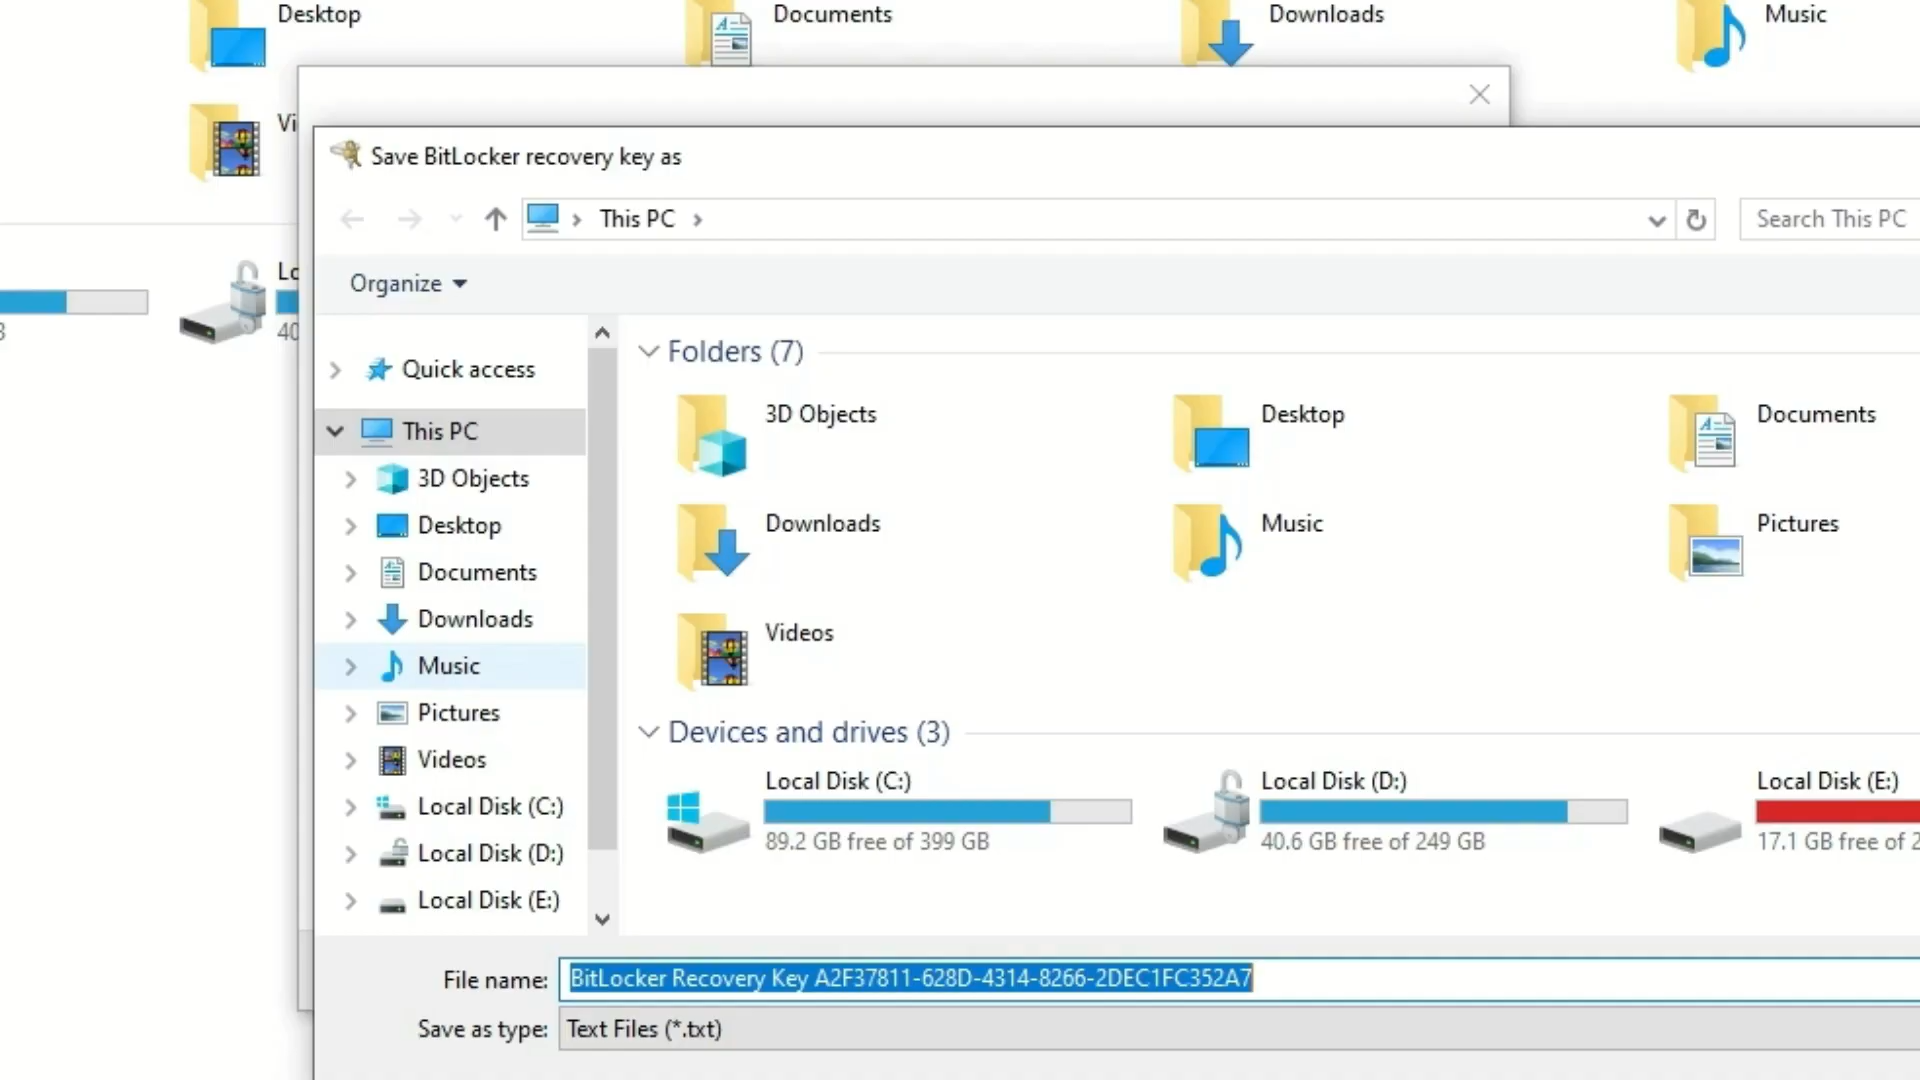 Desktop
Documents
Downloads
Music
Vi
Save BitLocker recovery key as
This PC
Search This PC
Organize
Lo
40
Quick access
This PC
3D Objects
Desktop
Documents
Downloads
Music
Pictures
Videos
Local Disk (C:)
Local Disk (D:)
Local Disk (E:)
Folders (7)
3D Objects
Desktop
Documents
Downloads
Music
Pictures
Videos
Devices and drives (3)
Local Disk (C:)
89.2 GB free of 399 GB
Local Disk (D:)
40.6 GB free of 249 GB
Local Disk (E:)
17.1 GB free of 2
File name: BitLocker Recovery Key A2F37811-628D-4314-8266-2DEC1FC352A7
Save as type: Text Files (*.txt)